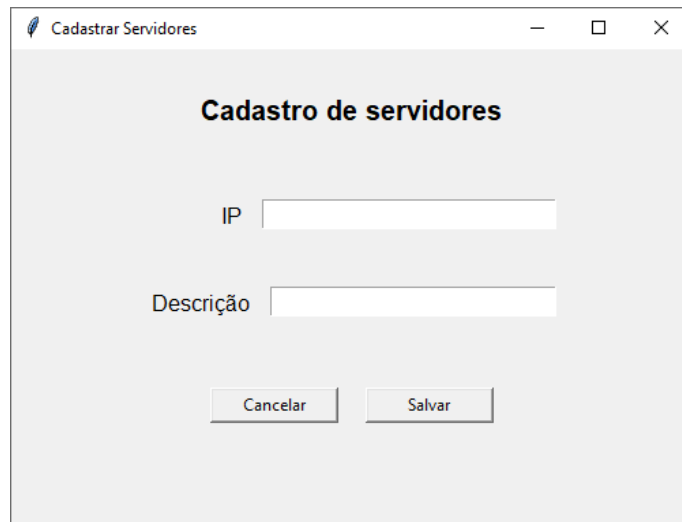 Cadastrar Servidores
Cadastro de servidores
IP
Descrição
Cancelar Salvar